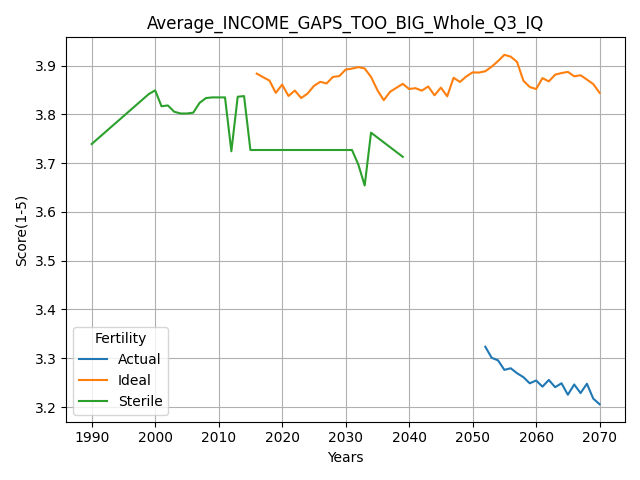 Average_INCOME_GAPS_TOO_BIG_Whole_Q3_IQ
Score(1-5)
3.9
3.8
3.7
3.6
3.5
3.4
3.3
3.2
Fertility
Actual
Ideal
Sterile
1990 2000 2010 2020 2030 2040 2050 2060 2070
Years